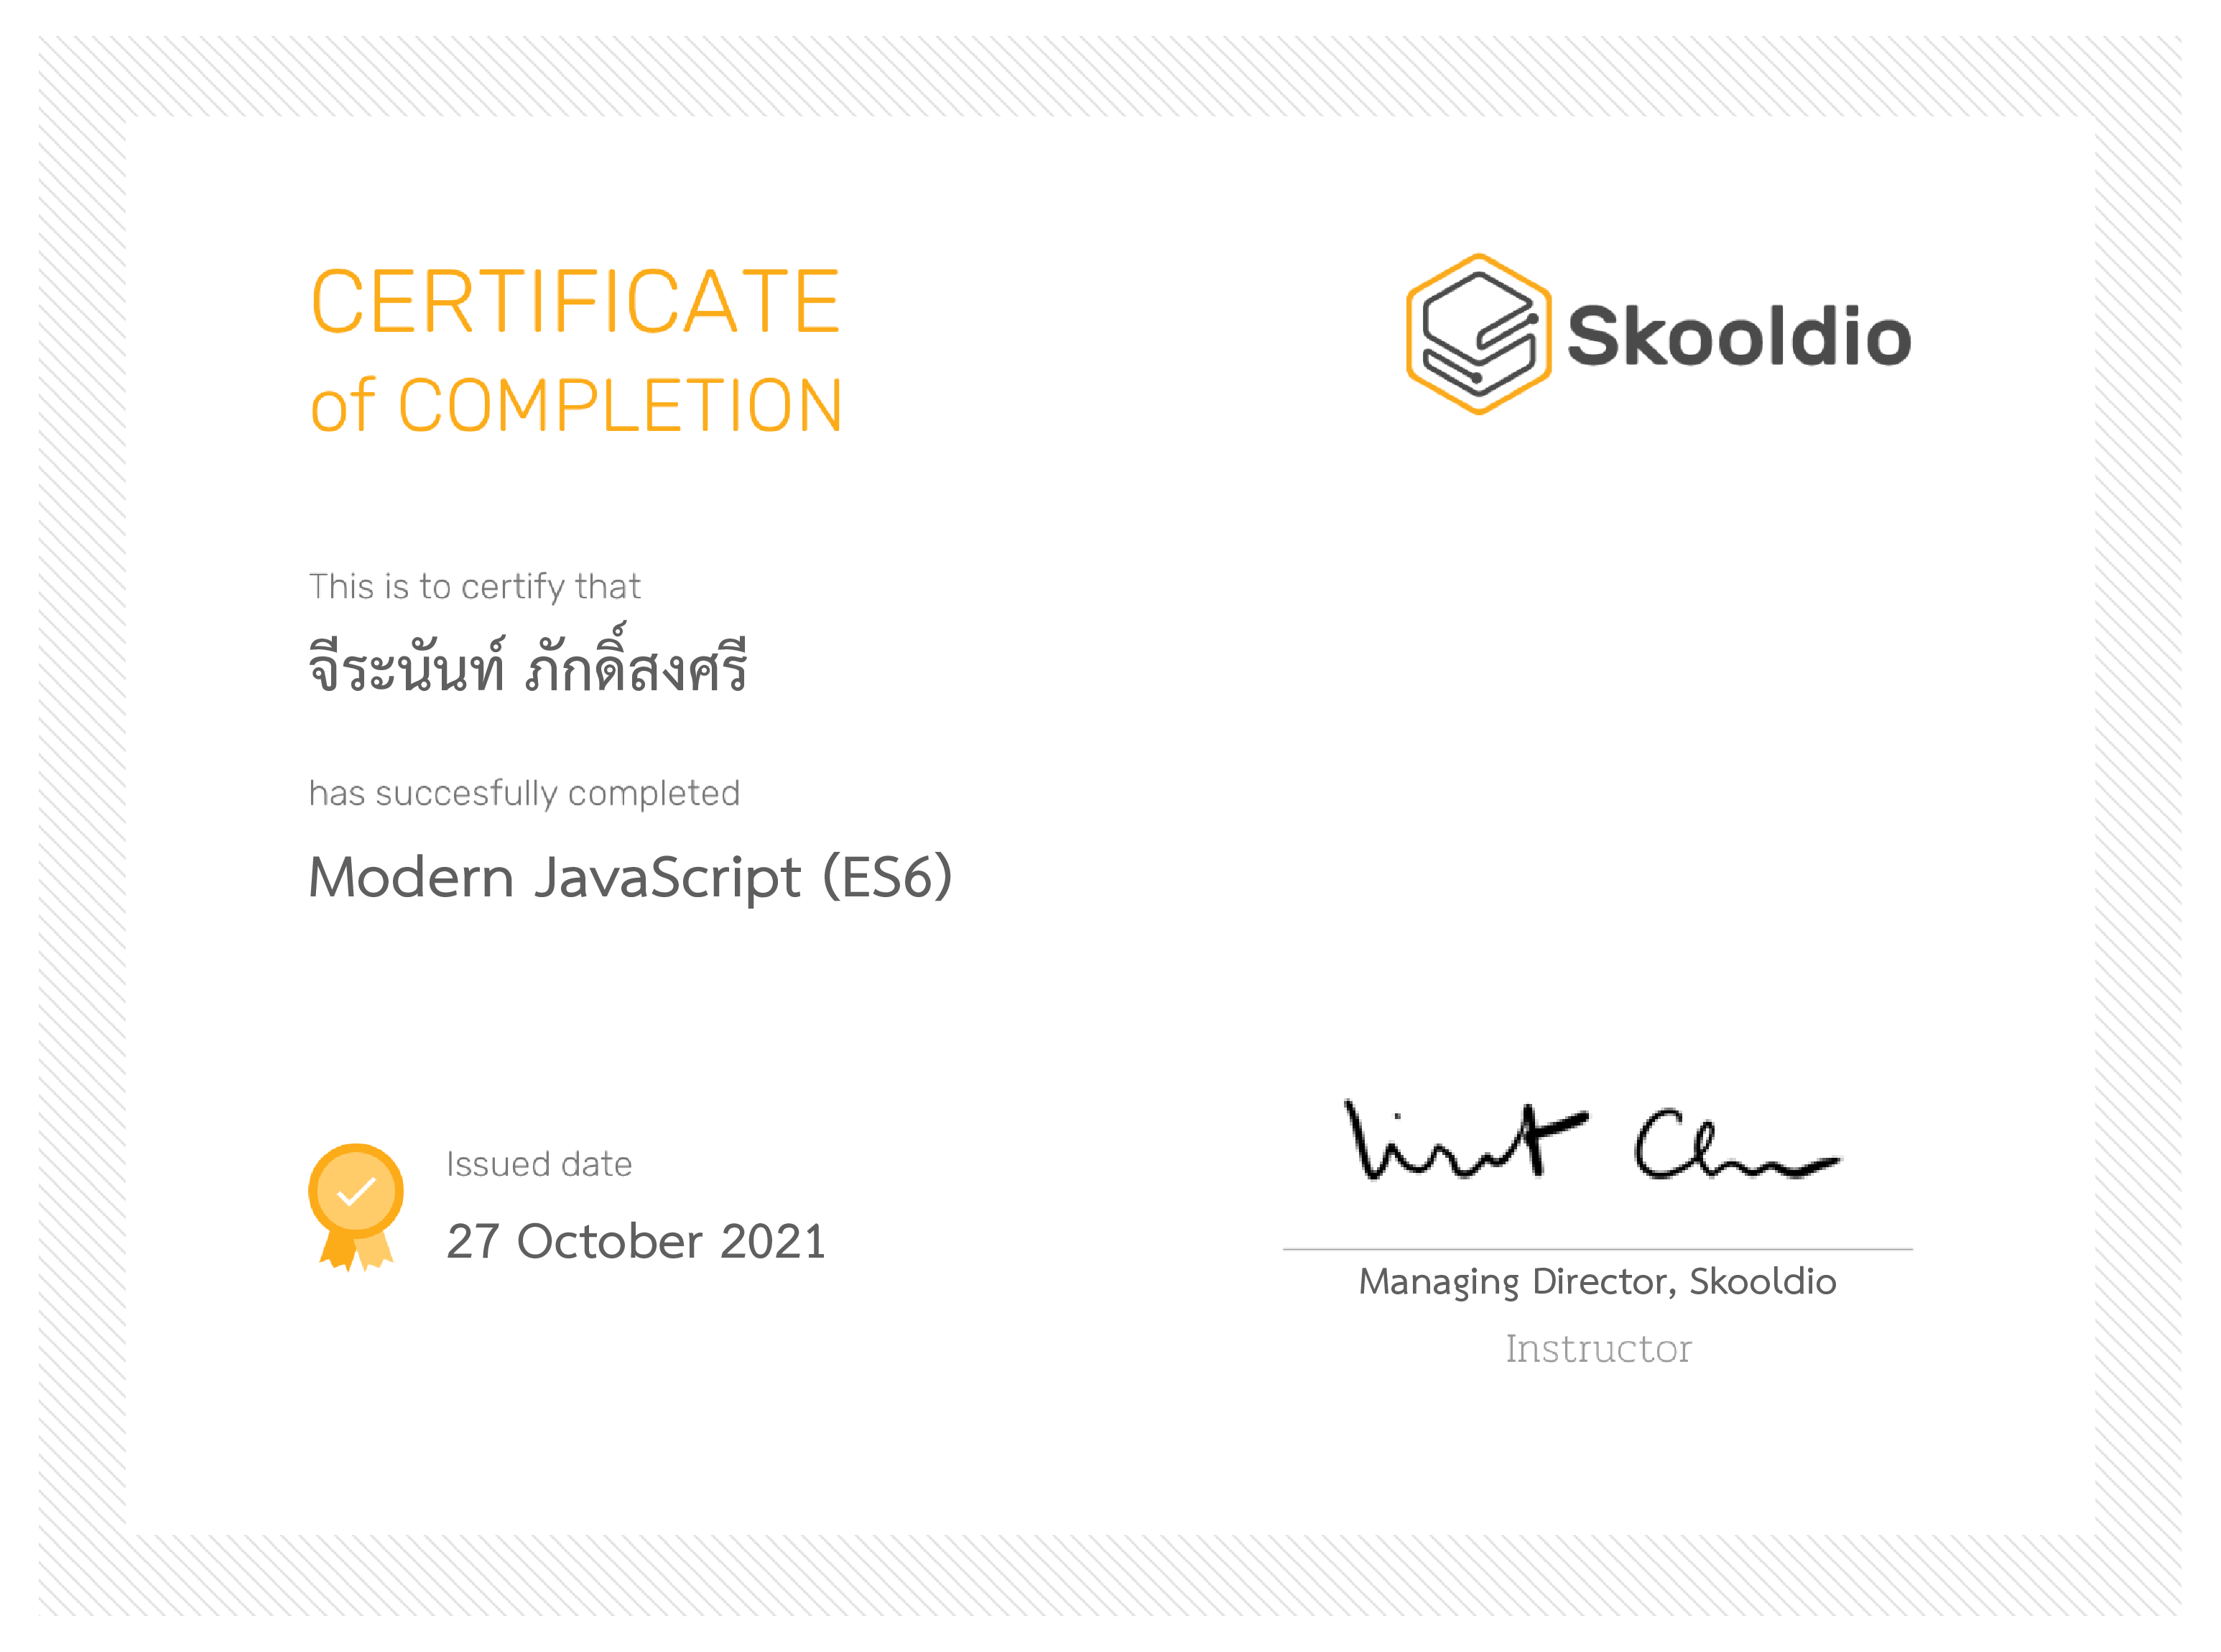 CERTIFICATE
of COMPLETION
Skooldio
This is to certify that
จีระนันท์ ภักดิ์สงศรี
has succesfully completed
Modern JavaScript (ES6)
Issued date
27 October 2021
Managing Director, Skooldio
Instructor